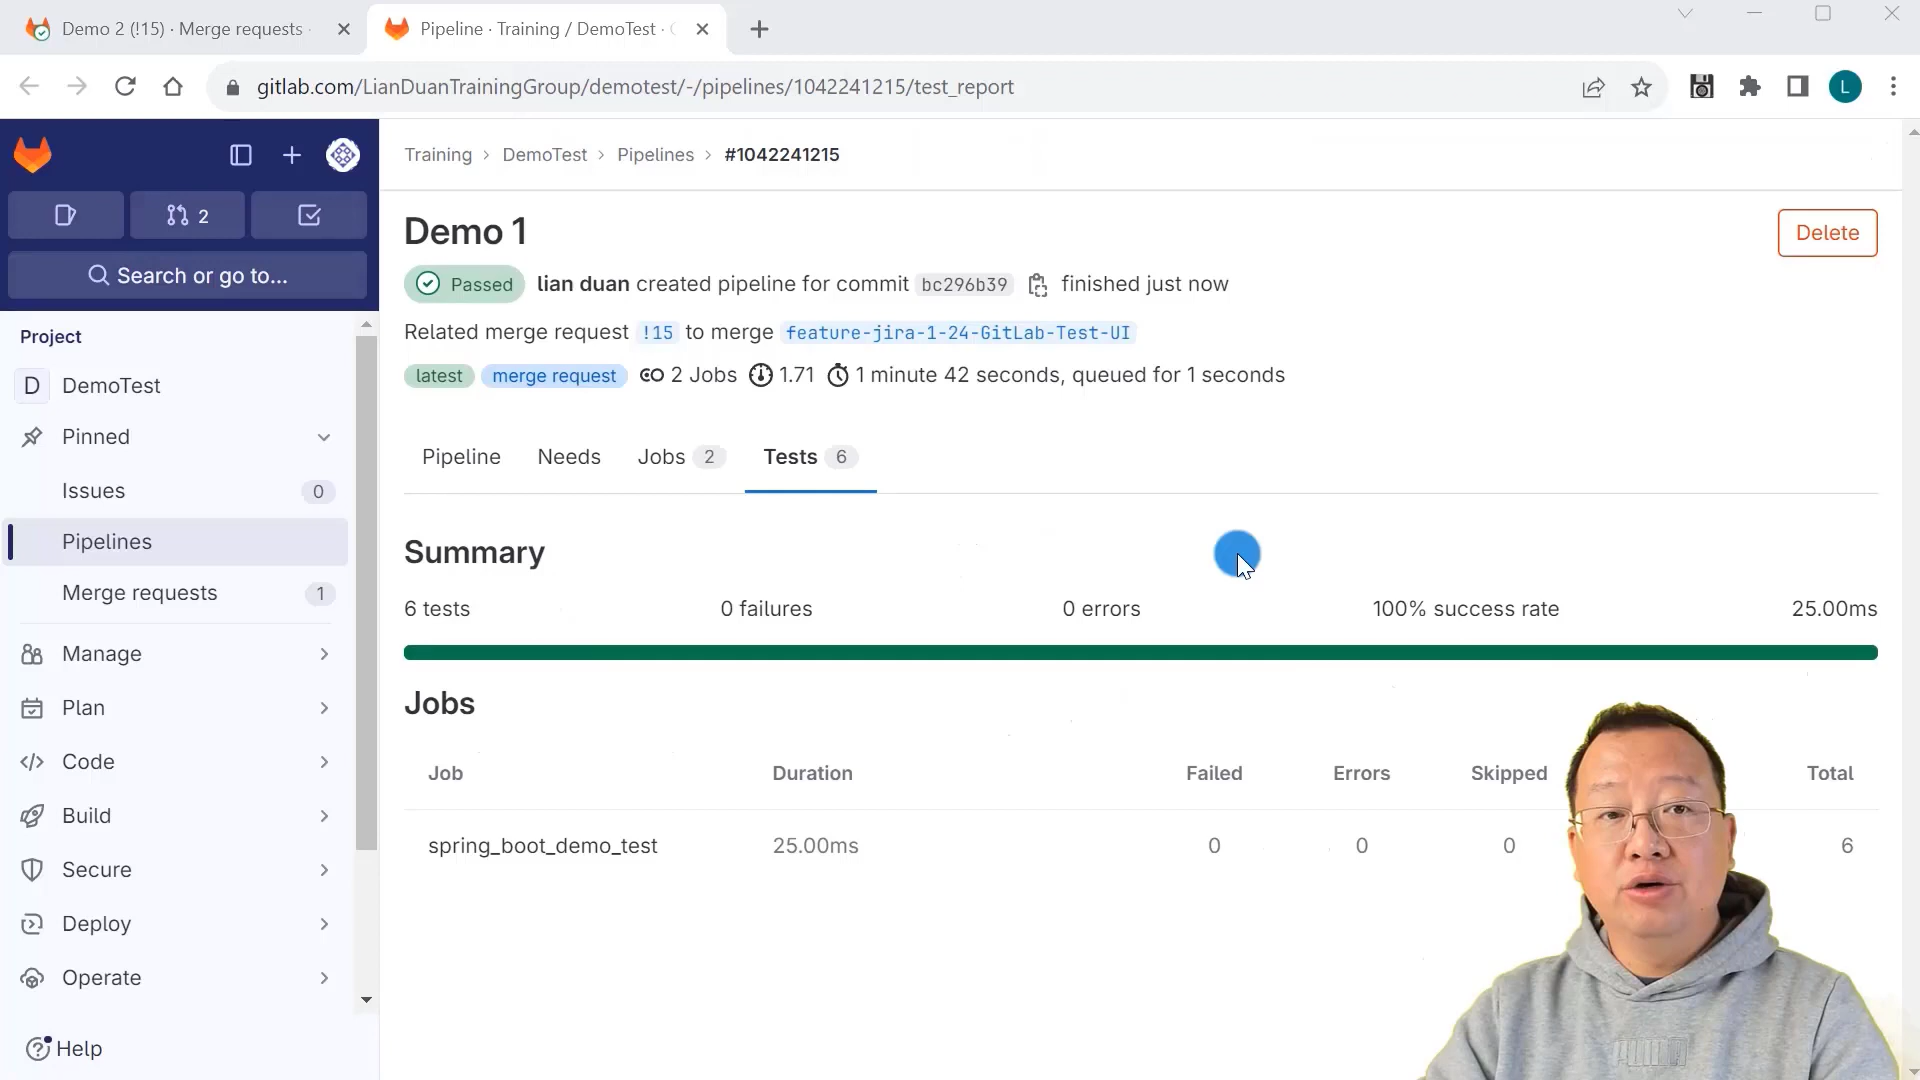 Demo 2 (!15) · Merge requests ·
Pipeline · Training / DemoTest ·
gitlab.com/LianDuanTrainingGroup/demotest/-/pipelines/1042241215/test_report
L
2
Search or go to...
Project
D DemoTest
Pinned
Issues 0
Pipelines
Merge requests 1
Manage
Plan
Code
Build
Secure
Deploy
Operate
Help
Training > DemoTest > Pipelines > #1042241215
Demo 1
Delete
Passed lian duan created pipeline for commit bc296b39 finished just now
Related merge request !15 to merge feature-jira-1-24-GitLab-Test-UI
latest merge request 2 Jobs 1.71 1 minute 42 seconds, queued for 1 seconds
Pipeline Needs Jobs 2 Tests 6
Summary
6 tests 0 failures 0 errors 100% success rate 25.00ms
Jobs
Job Duration Failed Errors Skipped Total
spring_boot_demo_test 25.00ms 0 0 0 6